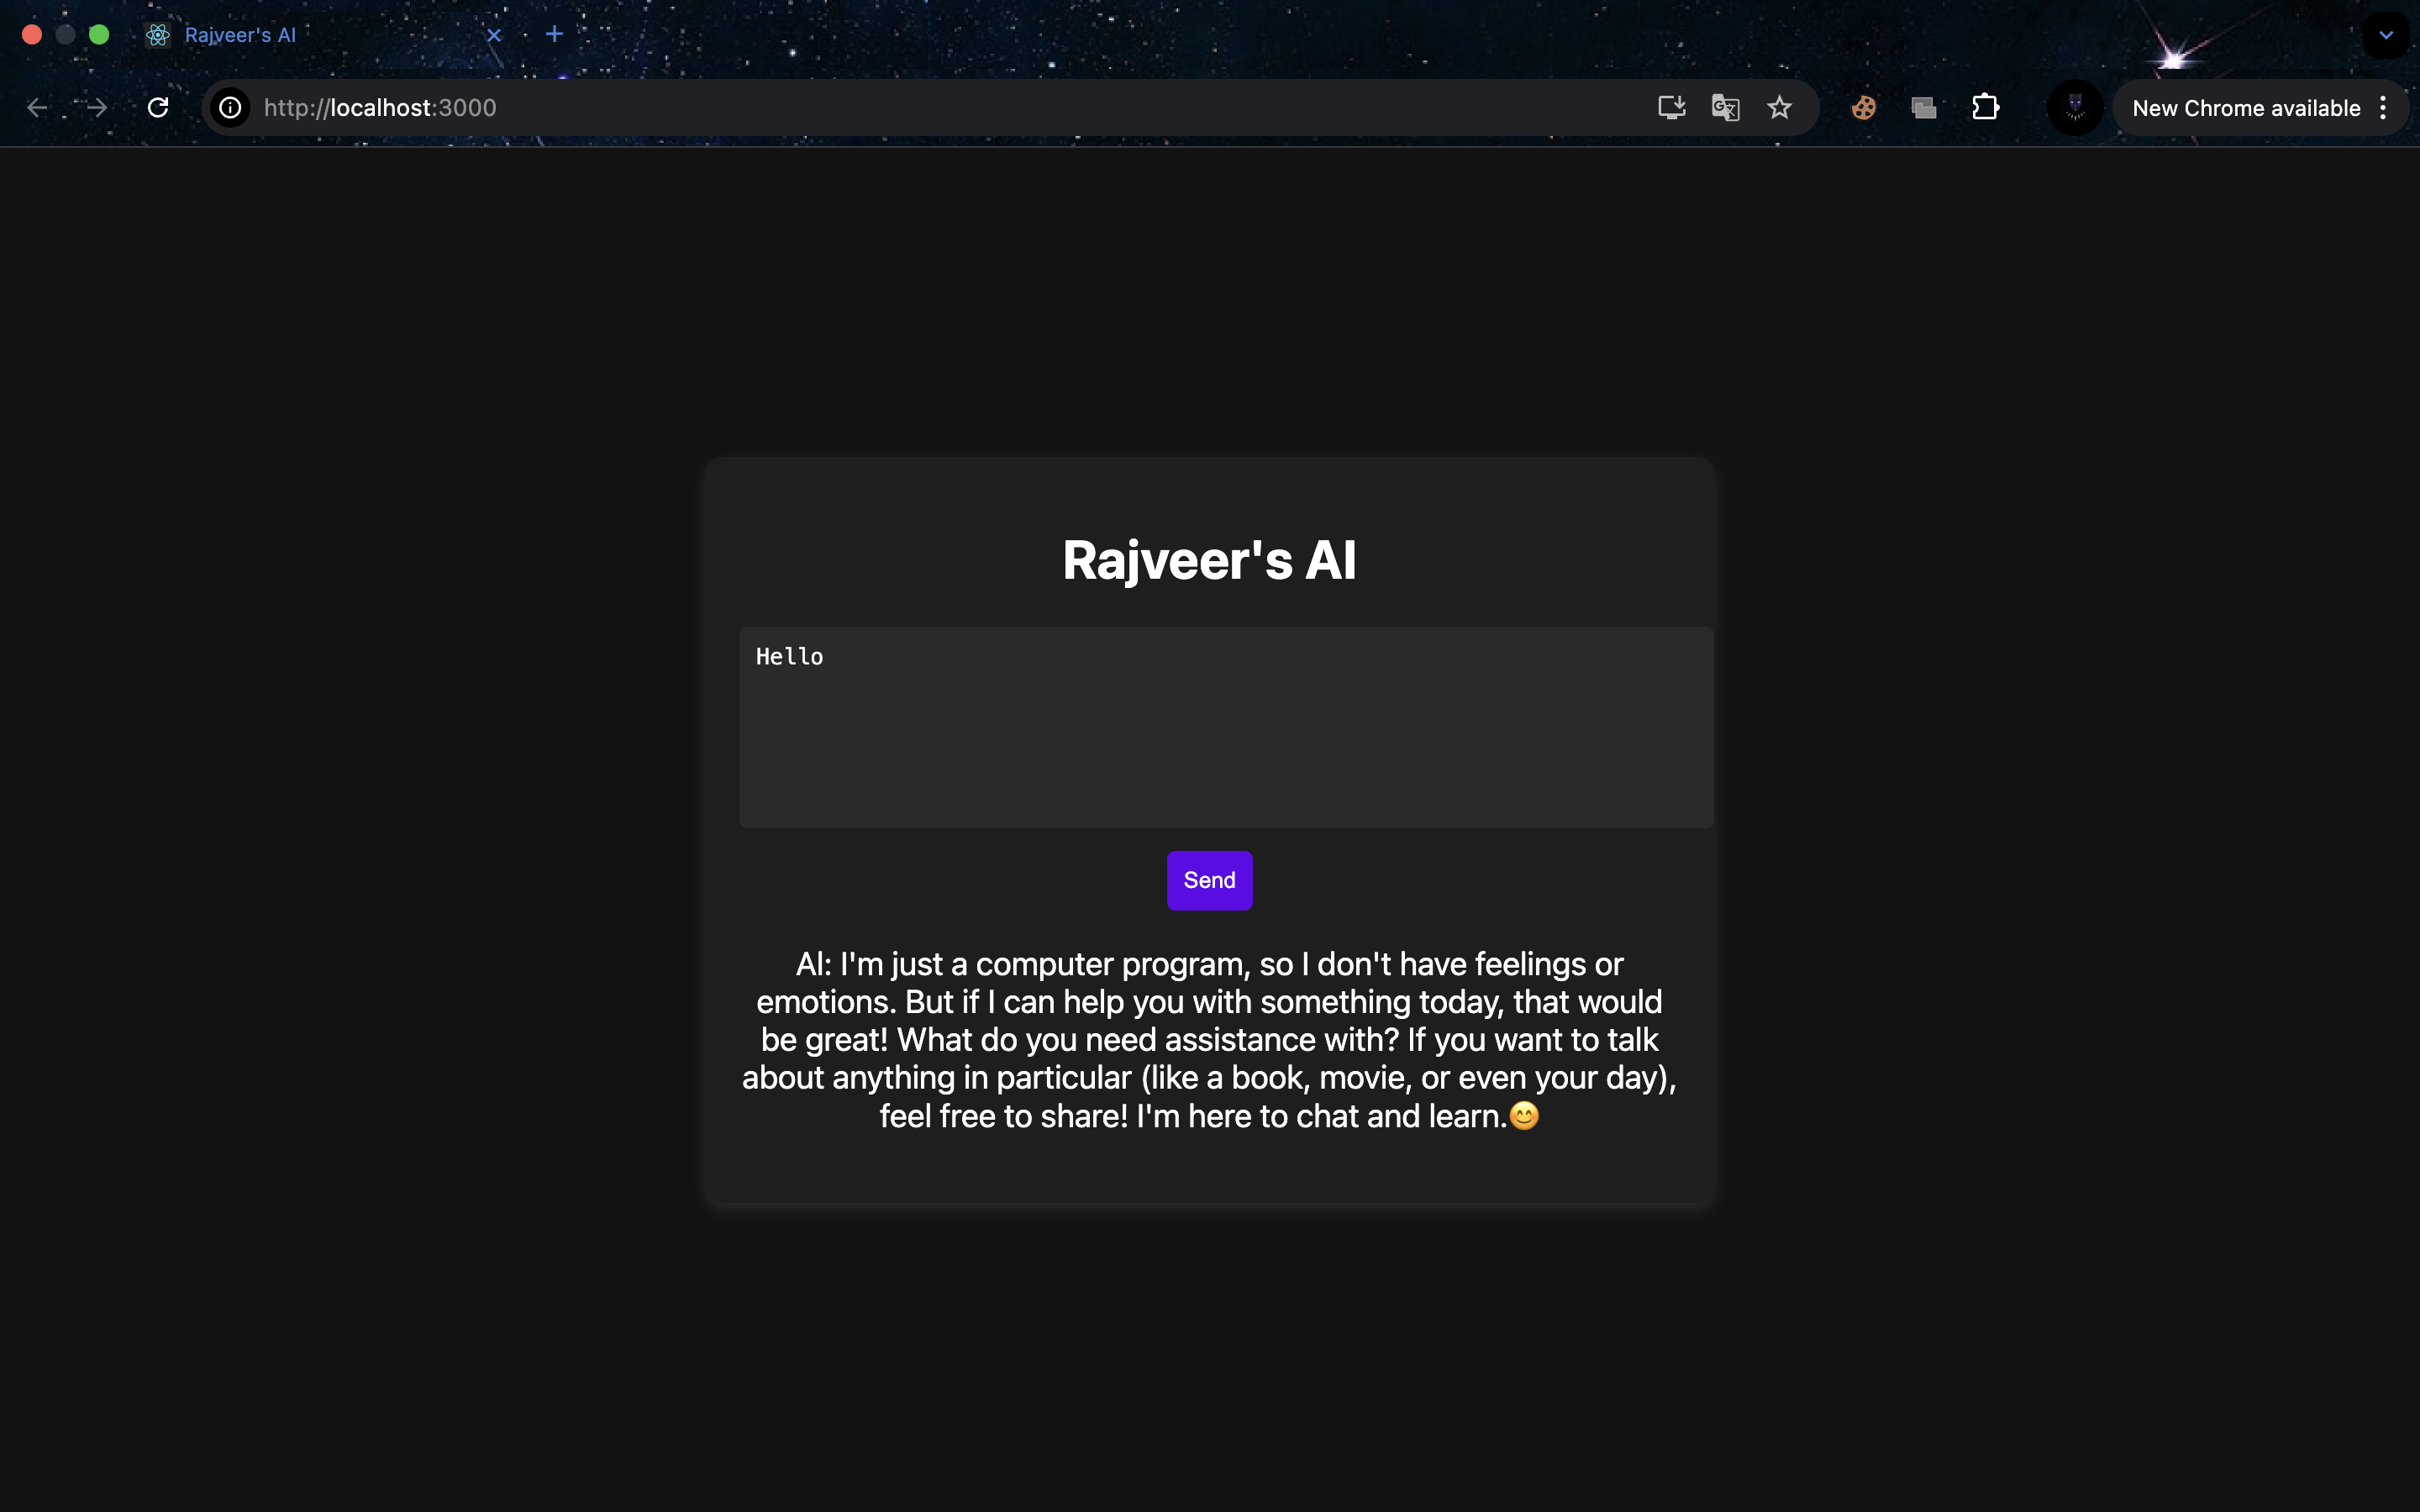 Rajveer's AI
http://localhost:3000
New Chrome available
Rajveer's AI
Hello
Send
AI: I'm just a computer program, so I don't have feelings or
emotions. But if I can help you with something today, that would
be great! What do you need assistance with? If you want to talk
about anything in particular (like a book, movie, or even your day),
feel free to share! I'm here to chat and learn.😊